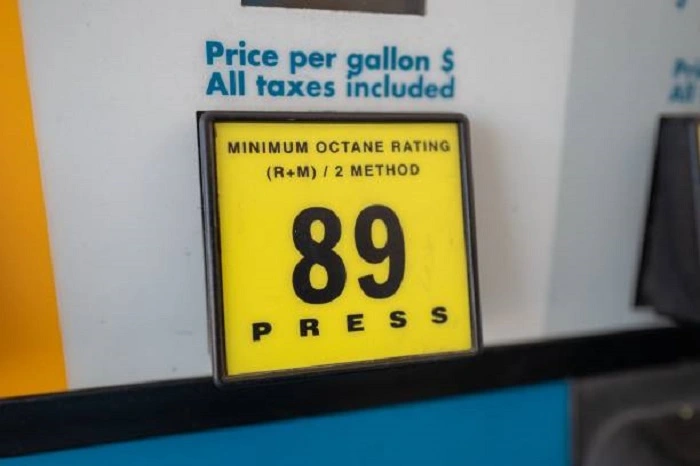 Price per gallon $
All taxes included
MINIMUM OCTANE RATING
(R+M) / 2 METHOD
89
PRESS